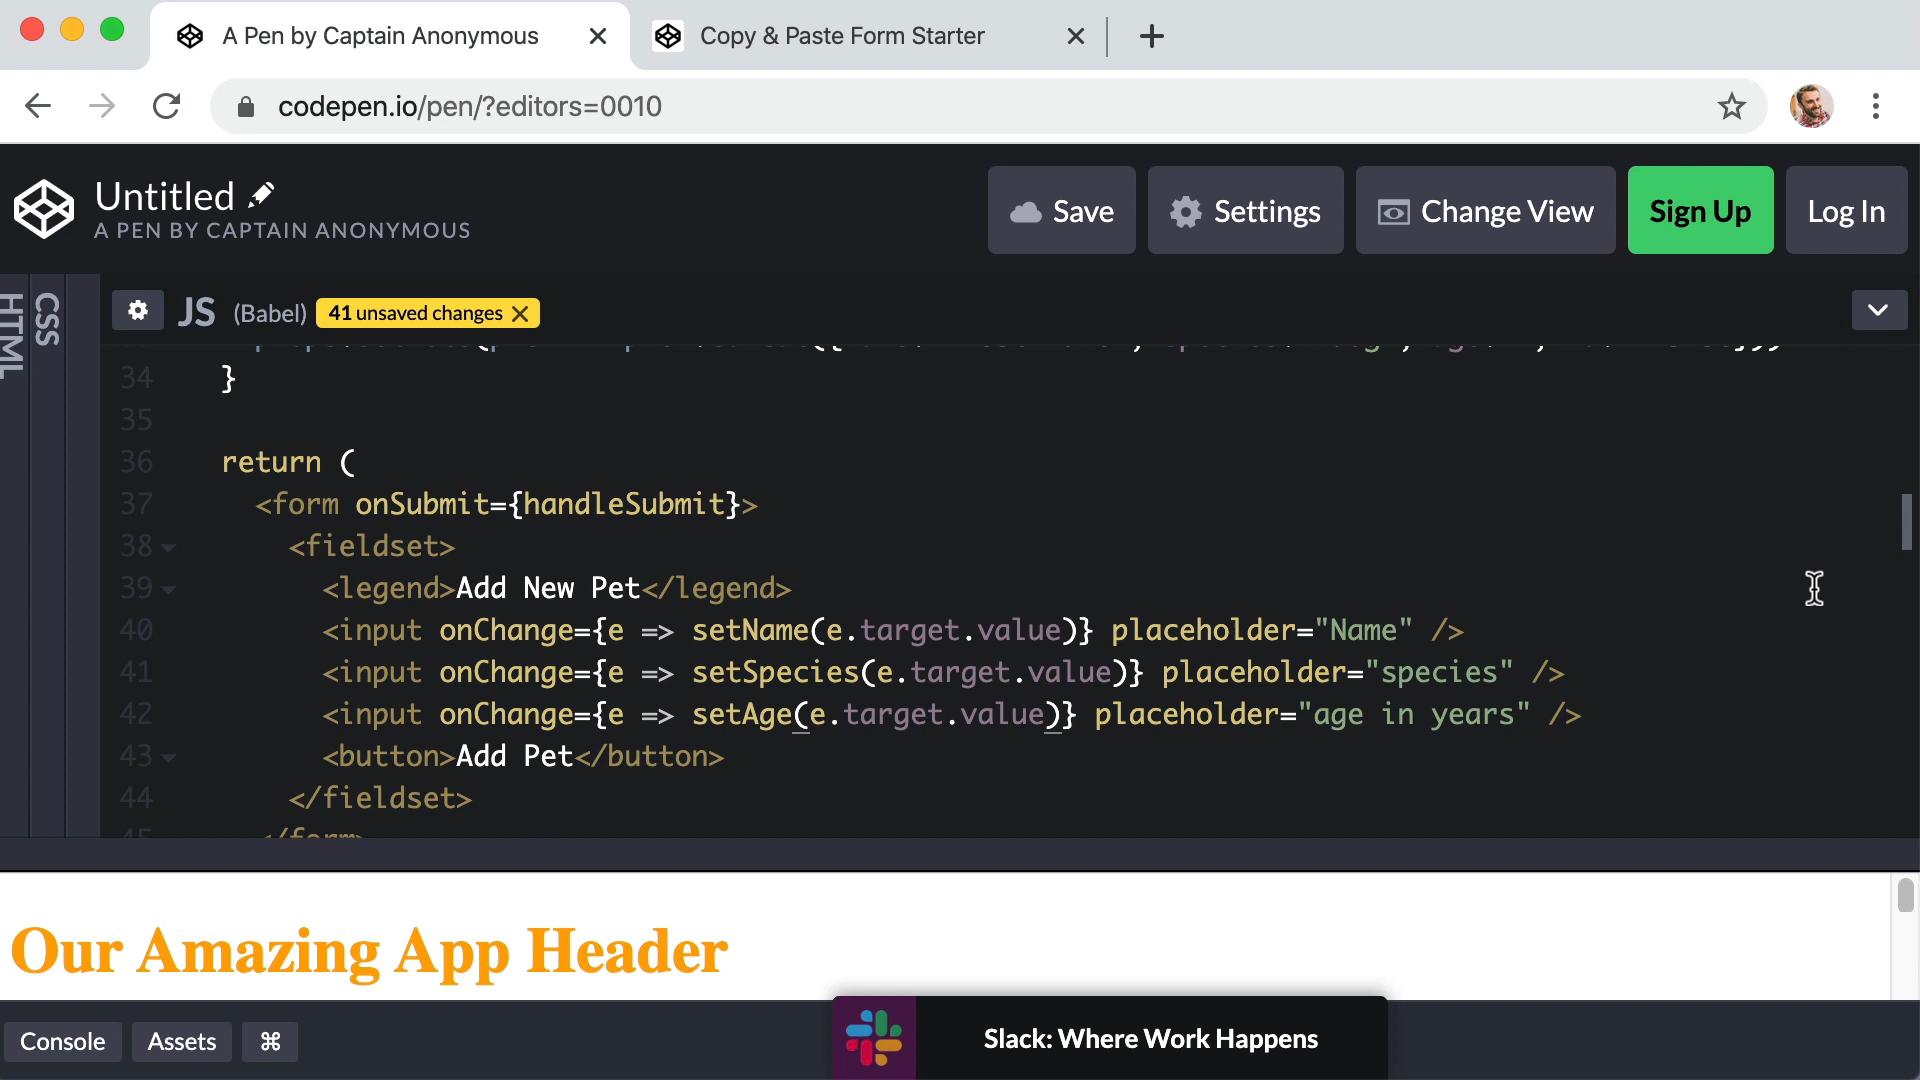 A Pen by Captain Anonymous
Copy & Paste Form Starter
codepen.io/pen/?editors=0010
Untitled
A PEN BY CAPTAIN ANONYMOUS
Save
Settings
Change View
Sign Up
Log In
HTML
CSS
JS (Babel) 41 unsaved changes
34 }
35
36 return (
37 <form onSubmit={handleSubmit}>
38 <fieldset>
39 <legend>Add New Pet</legend>
40 <input onChange={e => setName(e.target.value)} placeholder="Name" />
41 <input onChange={e => setSpecies(e.target.value)} placeholder="species" />
42 <input onChange={e => setAge(e.target.value)} placeholder="age in years" />
43 <button>Add Pet</button>
44 </fieldset>
45 </form>
Our Amazing App Header
Console
Assets
⌘
Slack: Where Work Happens